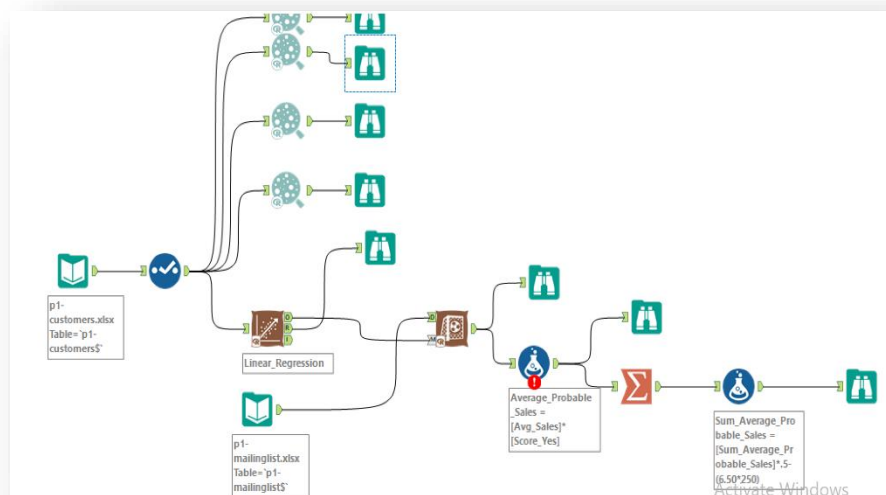 p1-
customers.xlsx
Table=`p1-
customers$`
O
R
I
D
M
Linear_Regression
p1-
mailinglist.xlsx
Table=`p1-
mailinglist$`
!
Average_Probable
_Sales =
[Avg_Sales]*
[Score_Yes]
Σ
Sum_Average_Pro
bable_Sales =
[Sum_Average_Pr
obable_Sales]*.5-
(6.50*250)
Activate Windows